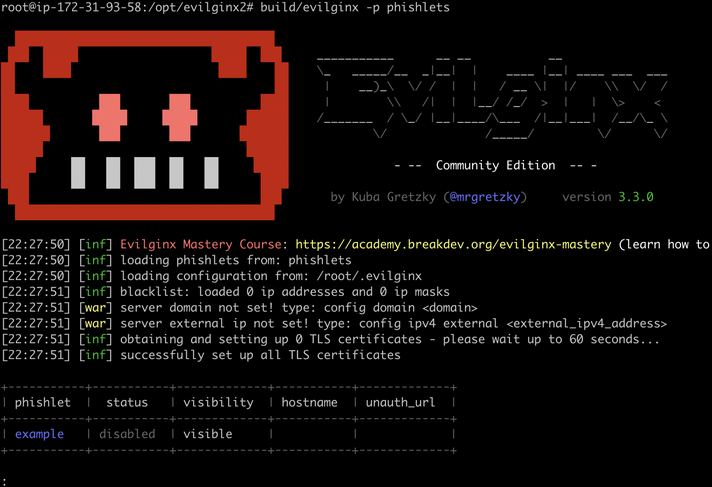 root@ip-172-31-93-58:/opt/evilginx2# build/evilginx -p phishlets
Evilginx
- -- Community Edition -- -
by Kuba Gretzky (@mrgretzky) version 3.3.0
[22:27:50] [inf] Evilginx Mastery Course: https://academy.breakdev.org/evilginx-mastery (learn how to
[22:27:50] [inf] loading phishlets from: phishlets
[22:27:50] [inf] loading configuration from: /root/.evilginx
[22:27:51] [inf] blacklist: loaded 0 ip addresses and 0 ip masks
[22:27:51] [war] server domain not set! type: config domain <domain>
[22:27:51] [war] server external ip not set! type: config ipv4 external <external_ipv4_address>
[22:27:51] [inf] obtaining and setting up 0 TLS certificates - please wait up to 60 seconds...
[22:27:51] [inf] successfully set up all TLS certificates
| phishlet | status | visibility | hostname | unauth_url |
| example | disabled | visible | | |
: